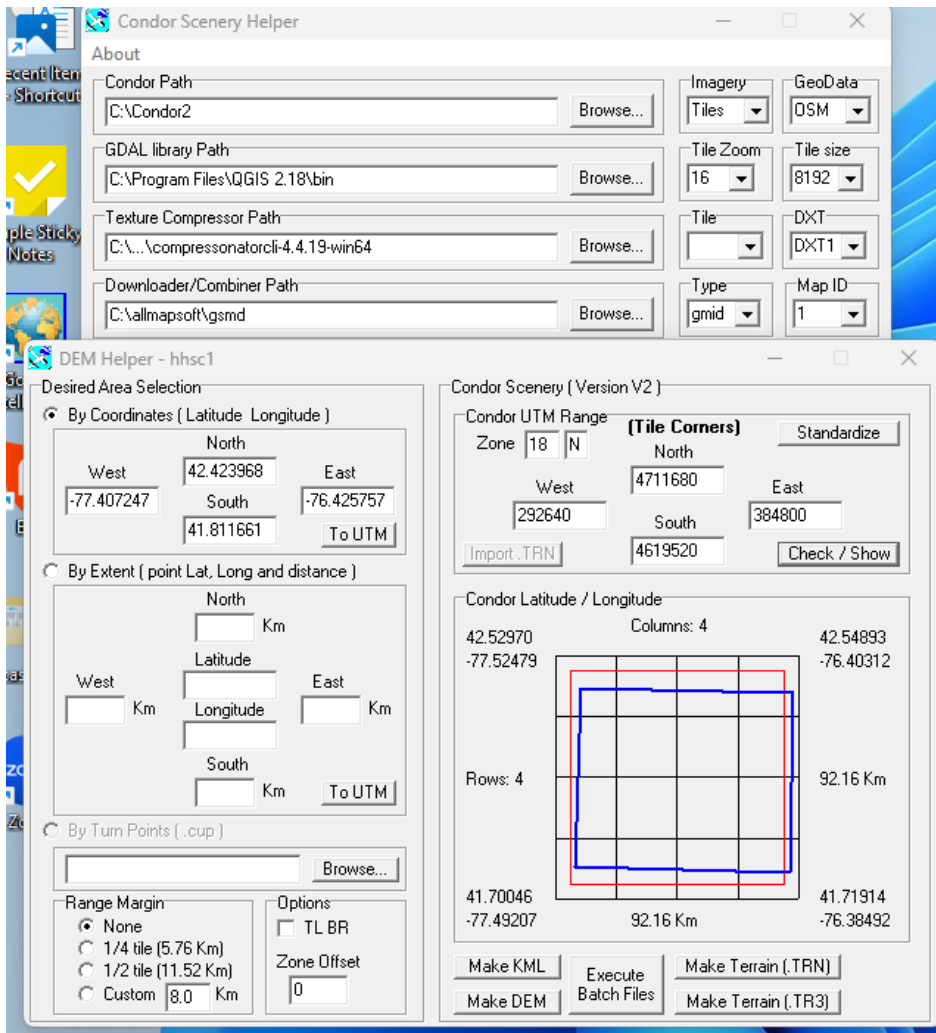 Condor Scenery Helper
About
Condor Path
C:\Condor2
Browse...
Imagery
Tiles
GeoData
OSM
GDAL library Path
C:\Program Files\QGIS 2.18\bin
Browse...
Tile Zoom
16
Tile size
8192
Texture Compressor Path
C:\...\compressonatorcli-4.4.19-win64
Browse...
Tile
DXT
DXT1
Downloader/Combiner Path
C:\allmapsoft\gsmd
Browse...
Type
gmid
Map ID
1
ecent Item
- Shortcut
ple Sticky
Notes
DEM Helper - hhsc1
Desired Area Selection
By Coordinates ( Latitude Longitude )
North
West
42.423968
East
-77.407247
South
-76.425757
41.811661
To UTM
By Extent ( point Lat, Long and distance )
North
Km
Latitude
West
East
Km
Longitude
Km
South
Km
To UTM
By Turn Points ( .cup )
Browse...
Range Margin
None
1/4 tile (5.76 Km)
1/2 tile (11.52 Km)
Custom
8.0
Km
Options
TL BR
Zone Offset
0
Condor Scenery ( Version V2 )
Condor UTM Range
(Tile Corners)
Zone
18
N
Standardize
North
4711680
West
East
292640
384800
South
4619520
Import .TRN
Check / Show
Condor Latitude / Longitude
Columns: 4
42.52970
-77.52479
42.54893
-76.40312
Rows: 4
92.16 Km
41.70046
-77.49207
92.16 Km
41.71914
-76.38492
Make KML
Execute
Batch Files
Make Terrain (.TRN)
Make DEM
Make Terrain (.TR3)